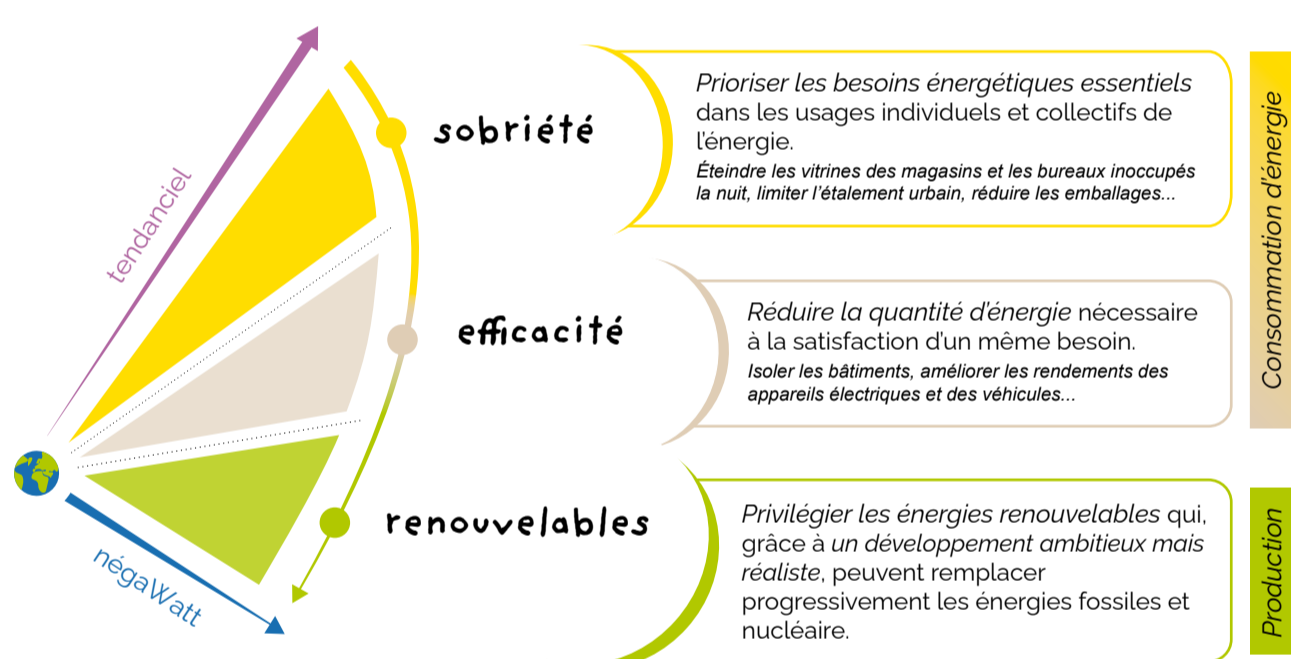 tendanciel
sobriété
Prioriser les besoins énergétiques essentiels
dans les usages individuels et collectifs de
l'énergie.
Éteindre les vitrines des magasins et les bureaux inoccupés
la nuit, limiter l'étalement urbain, réduire les emballages...
efficacité
Réduire la quantité d'énergie nécessaire
à la satisfaction d'un même besoin.
Isoler les bâtiments, améliorer les rendements des
appareils électriques et des véhicules...
Consommation d'énergie
négaWatt
renouvelables
Privilégier les énergies renouvelables qui,
grâce à un développement ambitieux mais
réaliste, peuvent remplacer
progressivement les énergies fossiles et
nucléaire.
Production